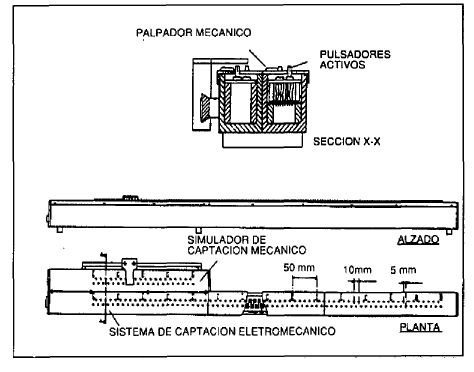 PALPADOR MECANICO
PULSADORES
ACTIVOS
SECCION X-X
ALZADO
SIMULADOR DE
CAPTACION MECANICO
50 mm
10mm
5 mm
SISTEMA DE CAPTACION ELETROMECANICO
PLANTA